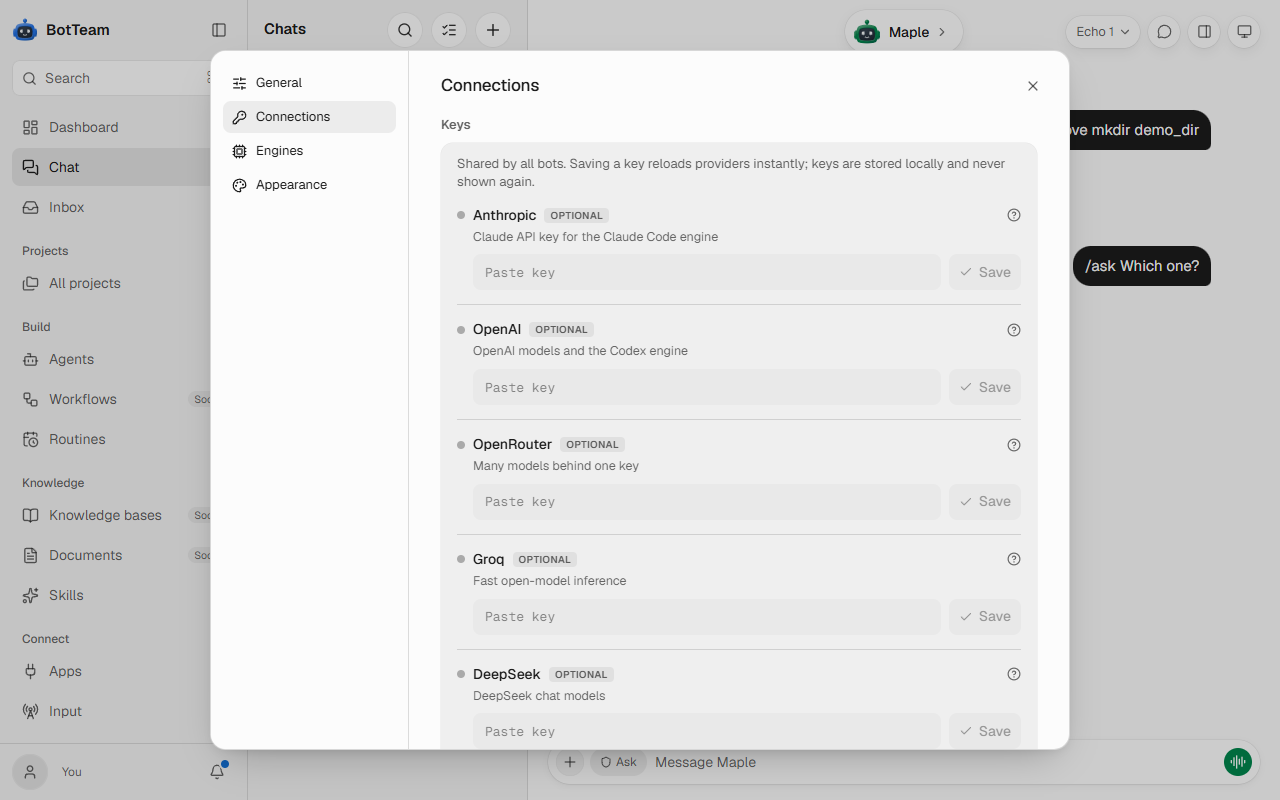 BotTeam
Search
Dashboard
Chat
Inbox
Projects
All projects
Build
Agents
Workflows
Routines
Knowledge
Knowledge bases
Documents
Skills
Connect
Apps
Input
You
Chats
Maple
Echo 1
mkdir demo_dir
/ask Which one?
Ask
Message Maple
General
Connections
Engines
Appearance
Connections
Keys
Shared by all bots. Saving a key reloads providers instantly; keys are stored locally and never
shown again.
Anthropic OPTIONAL
Claude API key for the Claude Code engine
Paste key Save
OpenAI OPTIONAL
OpenAI models and the Codex engine
Paste key Save
OpenRouter OPTIONAL
Many models behind one key
Paste key Save
Groq OPTIONAL
Fast open-model inference
Paste key Save
DeepSeek OPTIONAL
DeepSeek chat models
Paste key Save